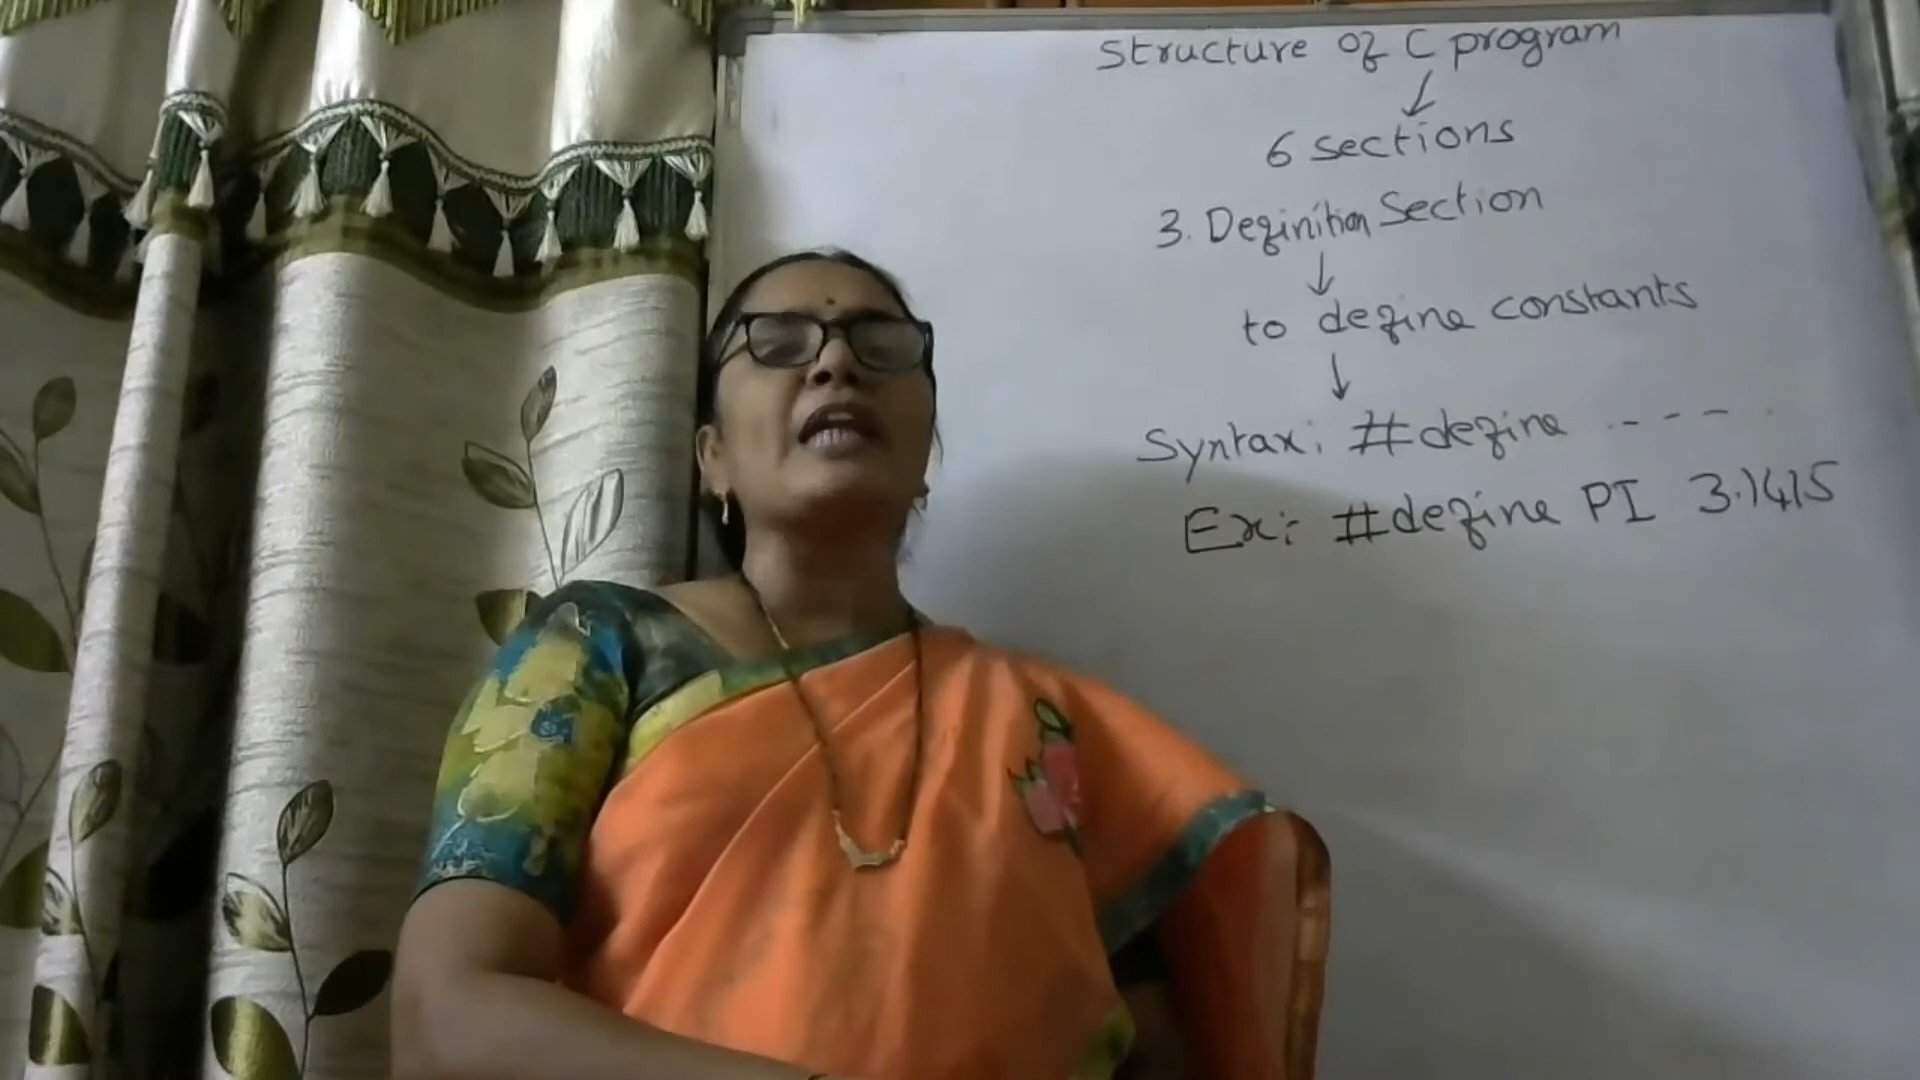 Structure of C program
↓
6 sections
3. Definition Section
↓
to define constants
↓
Syntax: #define - - - -
Ex: #define PI 3.1415